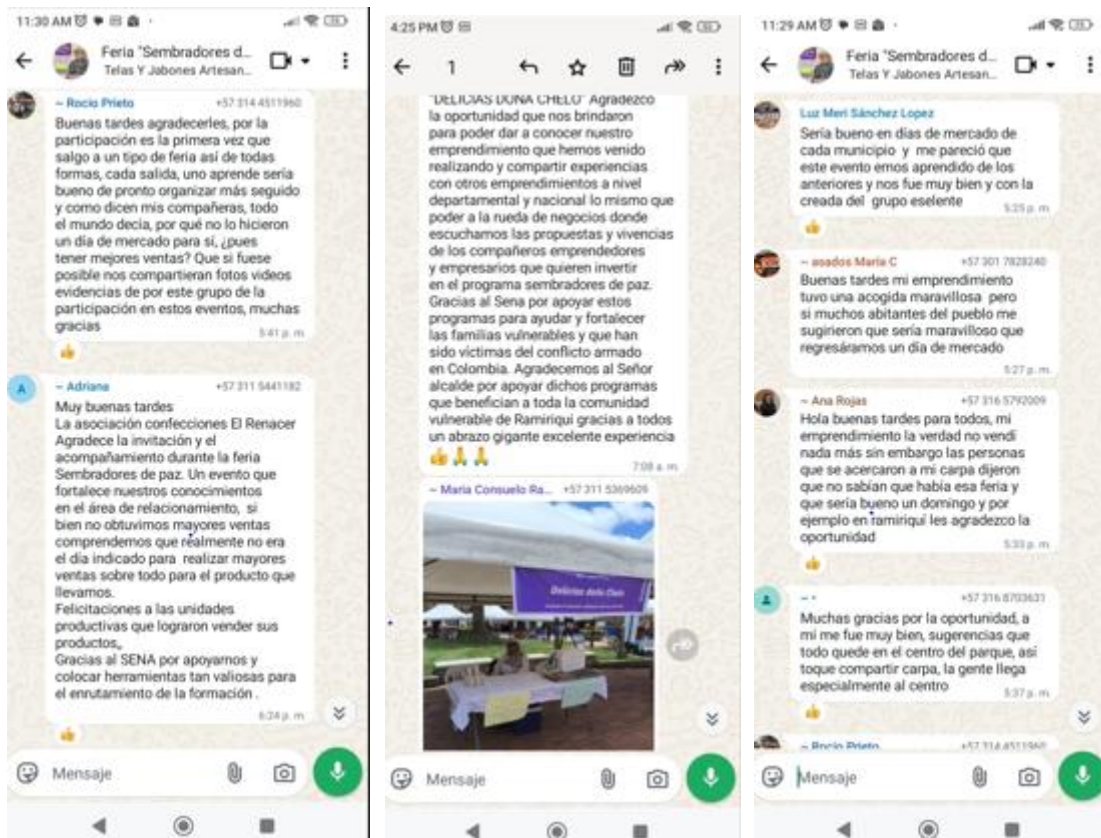 11:30 AM
Feria "Sembradores d...
Telas Y Jabones Artesan...
~ Rocio Prieto +57 314 4511960
Buenas tardes agradecerles, por la
participación es la primera vez que
salgo a un tipo de feria así de todas
formas, cada salida, uno aprende sería
bueno de pronto organizar más seguido
y como dicen mis compañeras, todo
el mundo decía, por qué no lo hicieron
un día de mercado para sí, ¿pues
tener mejores ventas? Que si fuese
posible nos compartieran fotos videos
evidencias de por este grupo de la
participación en estos eventos, muchas
gracias
5:41 p. m.
A
~ Adriana +57 311 5441182
Muy buenas tardes
La asociación confecciones El Renacer
Agradece la invitación y el
acompañamiento durante la feria
Sembradores de paz. Un evento que
fortalece nuestros conocimientos
en el área de relacionamiento, si
bien no obtuvimos mayores ventas
comprendemos que realmente no era
el día indicado para realizar mayores
ventas sobre todo para el producto que
llevamos.
Felicitaciones a las unidades
productivas que lograron vender sus
productos,,
Gracias al SENA por apoyarnos y
colocar herramientas tan valiosas para
el enrutamiento de la formación .
6:24 p. m.
Mensaje
4:25 PM
1
"DELICIAS DOÑA CHELO" Agradezco
la oportunidad que nos brindaron
para poder dar a conocer nuestro
emprendimiento que hemos venido
realizando y compartir experiencias
con otros emprendimientos a nivel
departamental y nacional lo mismo que
poder a la rueda de negocios donde
escuchamos las propuestas y vivencias
de los compañeros emprendedores
y empresarios que quieren invertir
en el programa sembradores de paz.
Gracias al Sena por apoyar estos
programas para ayudar y fortalecer
las familias vulnerables y que han
sido víctimas del conflicto armado
en Colombia. Agradecemos al Señor
alcalde por apoyar dichos programas
que benefician a toda la comunidad
vulnerable de Ramiriquí gracias a todos
un abrazo gigante excelente experiencia
7:08 a. m.
~ Maria Consuelo Ra... +57 311 5369609
Delicias doña Chelo
Mensaje
11:29 AM
Feria "Sembradores d...
Telas Y Jabones Artesan...
Luz Meri Sánchez Lopez
Sería bueno en días de mercado de
cada municipio y me pareció que
este evento emos aprendido de los
anteriores y nos fue muy bien y con la
creada del grupo eselente
5:25 p. m.
~ asados María C +57 301 7828240
Buenas tardes mi emprendimiento
tuvo una acogida maravillosa pero
si muchos abitantes del pueblo me
sugirieron que sería maravilloso que
regresáramos un día de mercado
5:27 p. m.
~ Ana Rojas +57 316 5792009
Hola buenas tardes para todos, mi
emprendimiento la verdad no vendí
nada más sin embargo las personas
que se acercaron a mi carpa dijeron
que no sabían que había esa feria y
que sería bueno un domingo y por
ejemplo en ramiriquí les agradezco la
oportunidad
5:33 p. m.
+57 316 8703631
Muchas gracias por la oportunidad, a
mi me fue muy bien, sugerencias que
todo quede en el centro del parque, así
toque compartir carpa, la gente llega
especialmente al centro
5:37 p. m.
~ Rocio Prieto +57 314 4511960
Mensaje